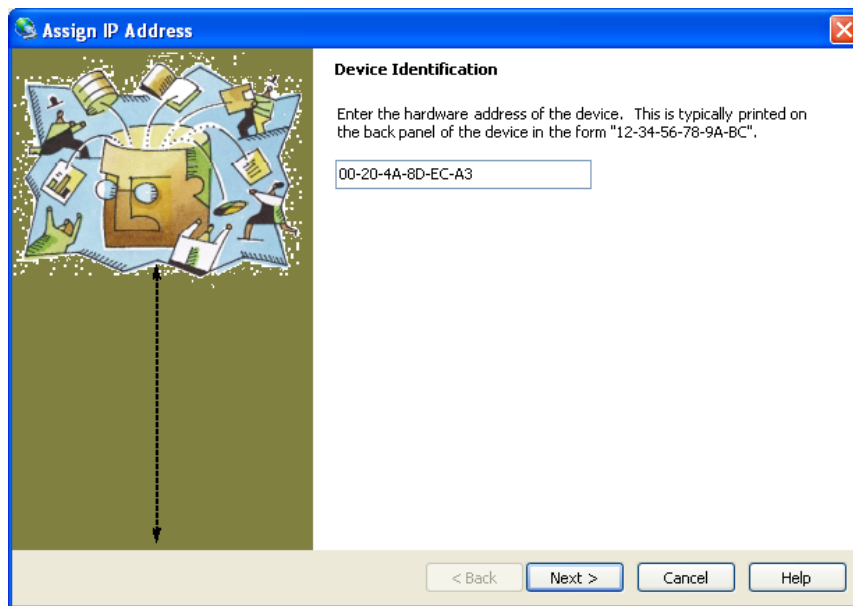 Assign IP Address
Device Identification
Enter the hardware address of the device. This is typically printed on
the back panel of the device in the form "12-34-56-78-9A-BC".
00-20-4A-8D-EC-A3
< Back Next > Cancel Help